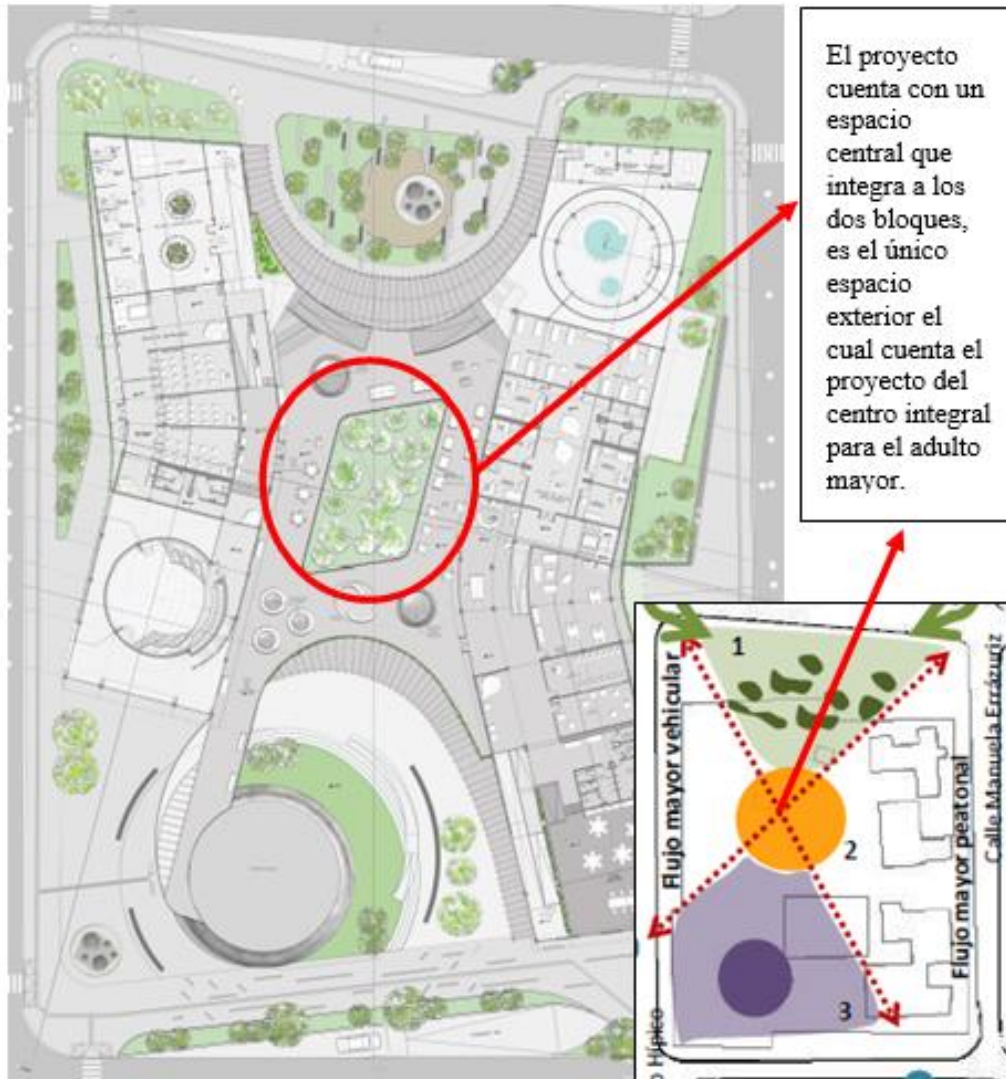 El proyecto
cuenta con un
espacio
central que
integra a los
dos bloques,
es el único
espacio
exterior el
cual cuenta el
proyecto del
centro integral
para el adulto
mayor.
1
2
3
Flujo mayor vehicular
Flujo mayor peatonal
Calle Manuela Errázuriz
o Hípico